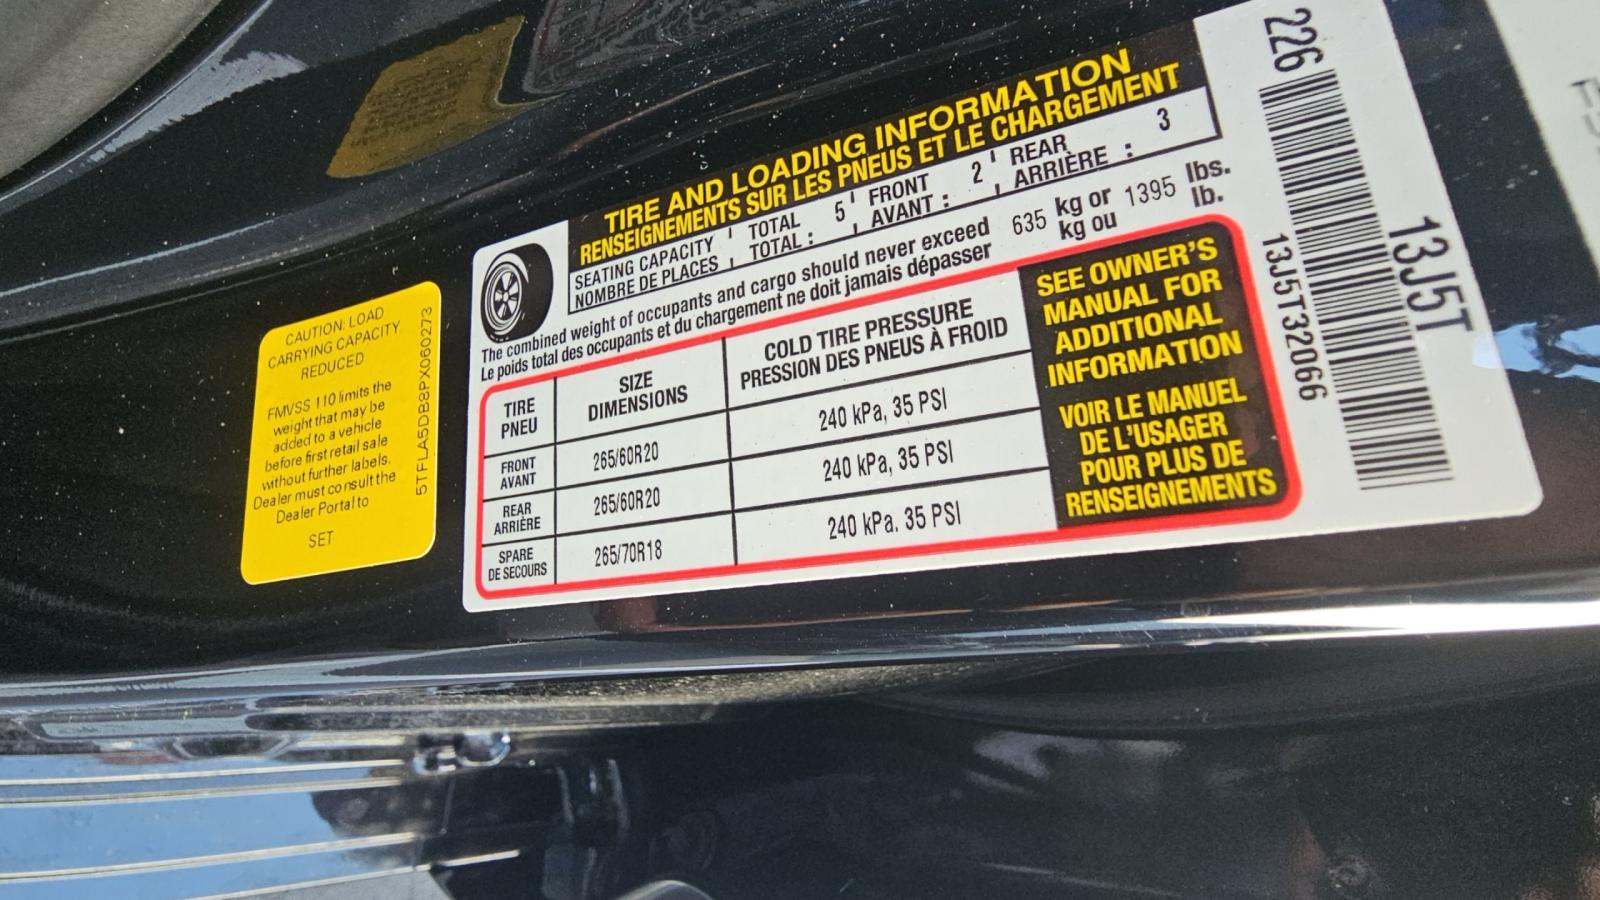 CAUTION: LOAD
CARRYING CAPACITY
REDUCED
FMVSS 110 limits the
weight that may be
added to a vehicle
before first retail sale
without further labels.
Dealer must consult the
Dealer Portal to
SET
5TFLA5DB8PX060273
TIRE AND LOADING INFORMATION
RENSEIGNEMENTS SUR LES PNEUS ET LE CHARGEMENT
SEATING CAPACITY TOTAL 5 FRONT 2 REAR 3
NOMBRE DE PLACES TOTAL : AVANT : ARRIÈRE :
The combined weight of occupants and cargo should never exceed 635 kg or 1395 lbs.
Le poids total des occupants et du chargement ne doit jamais dépasser kg ou lb.
TIRE SIZE COLD TIRE PRESSURE
PNEU DIMENSIONS PRESSION DES PNEUS À FROID
FRONT 265/60R20 240 kPa, 35 PSI
AVANT
REAR 265/60R20 240 kPa, 35 PSI
ARRIÈRE
SPARE 265/70R18 240 kPa. 35 PSI
DE SECOURS
SEE OWNER'S
MANUAL FOR
ADDITIONAL
INFORMATION
VOIR LE MANUEL
DE L'USAGER
POUR PLUS DE
RENSEIGNEMENTS
226
13J5T32066
13J5T